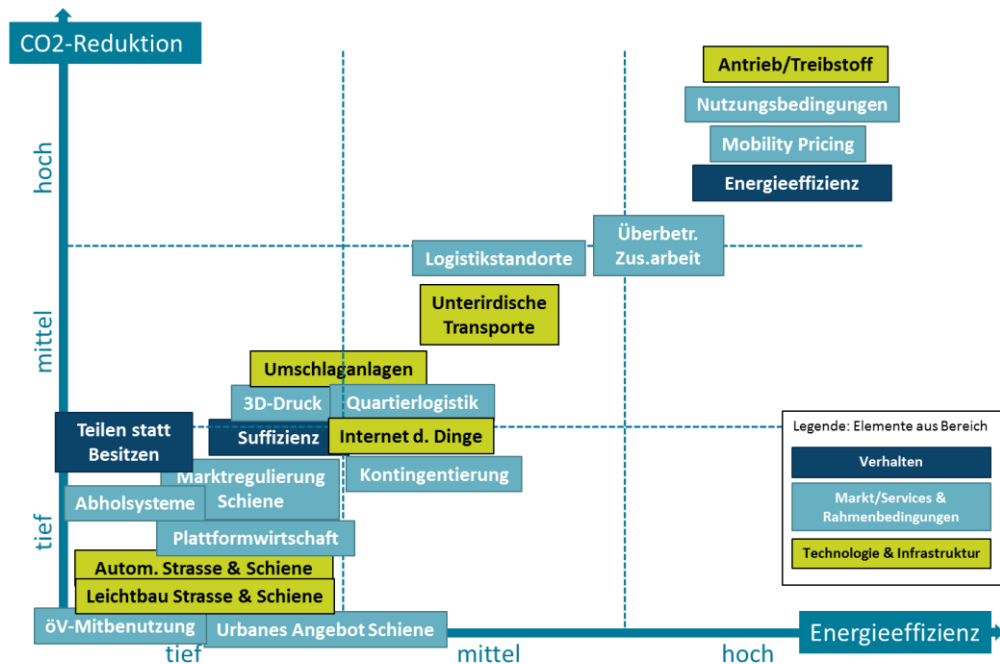 CO2-Reduktion
Antrieb/Treibstoff
Nutzungsbedingungen
Mobility Pricing
Energieeffizienz
hoch
Überbetr.
Zus.arbeit
Logistikstandorte
Unterirdische
Transporte
mittel
Umschlaganlagen
3D-Druck
Quartierlogistik
Teilen statt
Besitzen
Suffizienz
Internet d. Dinge
Marktregulierung
Schiene
Kontingentierung
Abholsysteme
tief
Plattformwirtschaft
Autom. Strasse & Schiene
Leichtbau Strasse & Schiene
öV-Mitbenutzung
Urbanes Angebot Schiene
Legende: Elemente aus Bereich
Verhalten
Markt/Services &
Rahmenbedingungen
Technologie & Infrastruktur
Energieeffizienz
tief
mittel
hoch